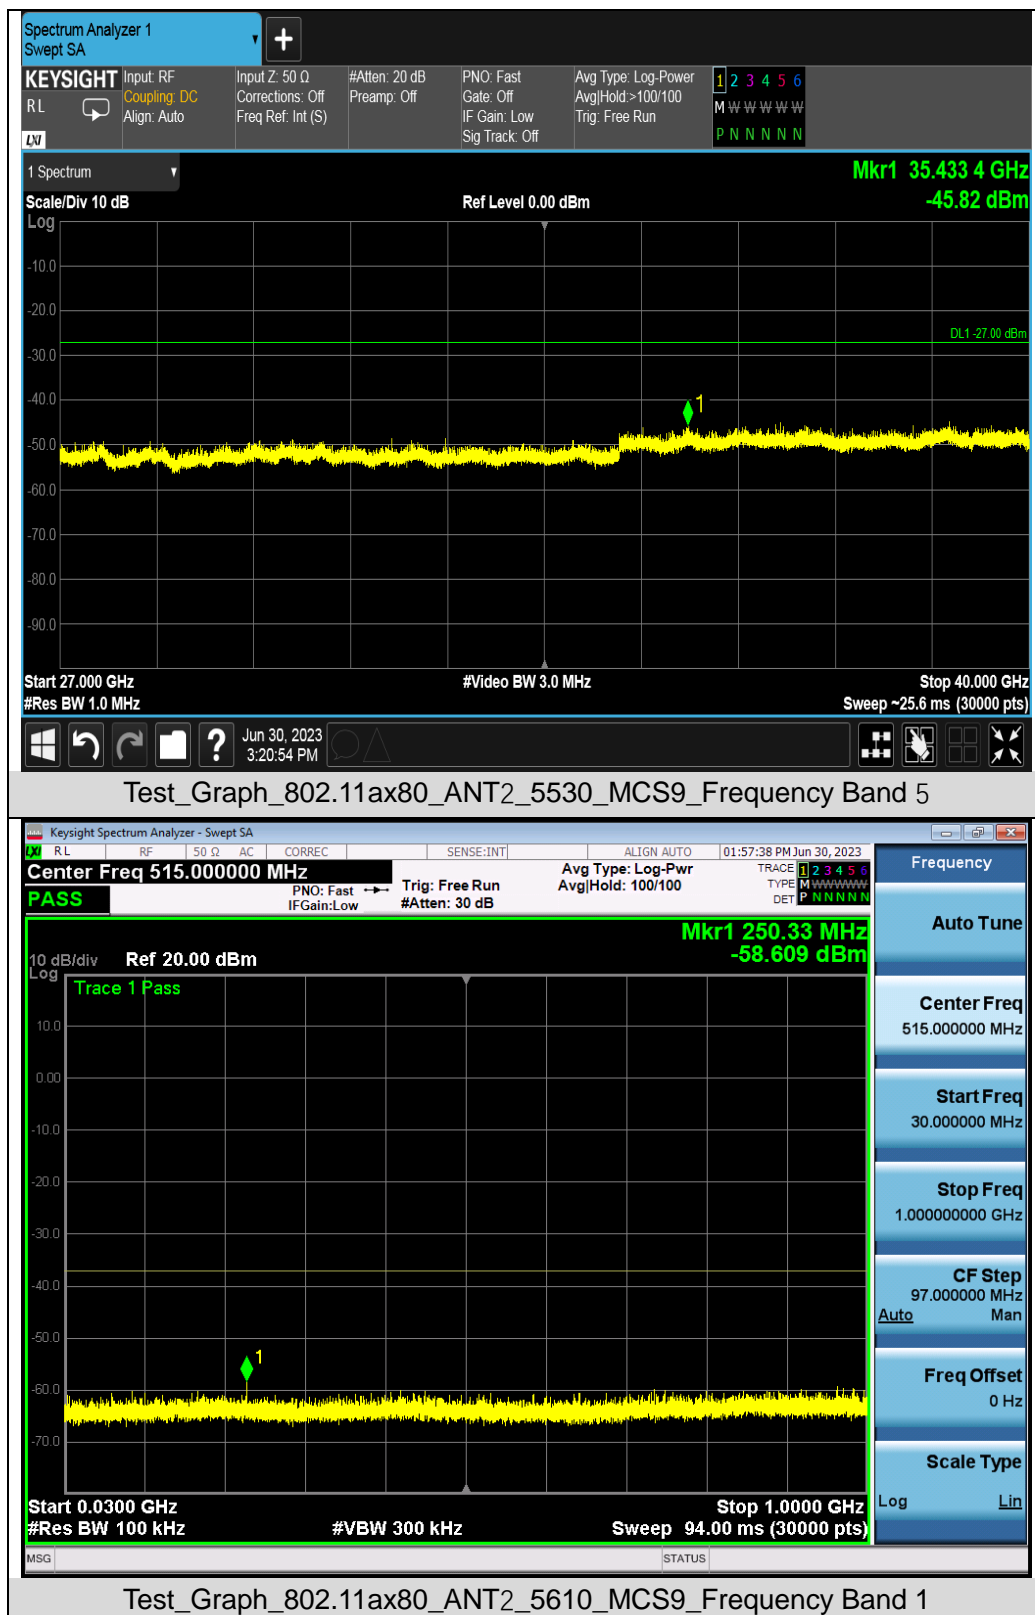 Spectrum Analyzer 1
Swept SA
KEYSIGHT
R L
LXI
Input: RF
Coupling: DC
Align: Auto
Input Z: 50 Ω
Corrections: Off
Freq Ref: Int (S)
#Atten: 20 dB
Preamp: Off
PNO: Fast
Gate: Off
IF Gain: Low
Sig Track: Off
Avg Type: Log-Power
Avg|Hold:>100/100
Trig: Free Run
1 2 3 4 5 6
M W W W W W
P N N N N N
1 Spectrum
Mkr1 35.433 4 GHz
Scale/Div 10 dB
Ref Level 0.00 dBm
-45.82 dBm
Log
-10.0
-20.0
DL1 -27.00 dBm
-30.0
-40.0
1
-50.0
-60.0
-70.0
-80.0
-90.0
Start 27.000 GHz
#Video BW 3.0 MHz
Stop 40.000 GHz
#Res BW 1.0 MHz
Sweep ~25.6 ms (30000 pts)
?
Jun 30, 2023
3:20:54 PM
Test_Graph_802.11ax80_ANT2_5530_MCS9_Frequency Band 5
Keysight Spectrum Analyzer - Swept SA
LXI RL RF 50 Ω AC CORREC SENSE:INT ALIGN AUTO 01:57:38 PM Jun 30, 2023
Center Freq 515.000000 MHz
PASS
PNO: Fast
IFGain:Low
Trig: Free Run
#Atten: 30 dB
Avg Type: Log-Pwr
Avg|Hold: 100/100
TRACE 1 2 3 4 5 6
TYPE M WWWWW
DET P N N N N N
Mkr1 250.33 MHz
-58.609 dBm
10 dB/div Ref 20.00 dBm
Log
Trace 1 Pass
10.0
0.00
-10.0
-20.0
-30.0
-40.0
-50.0
1
-60.0
-70.0
Start 0.0300 GHz
Stop 1.0000 GHz
#Res BW 100 kHz
#VBW 300 kHz
Sweep 94.00 ms (30000 pts)
MSG
STATUS
Frequency
Auto Tune
Center Freq
515.000000 MHz
Start Freq
30.000000 MHz
Stop Freq
1.000000000 GHz
CF Step
97.000000 MHz
Auto Man
Freq Offset
0 Hz
Scale Type
Log Lin
Test_Graph_802.11ax80_ANT2_5610_MCS9_Frequency Band 1